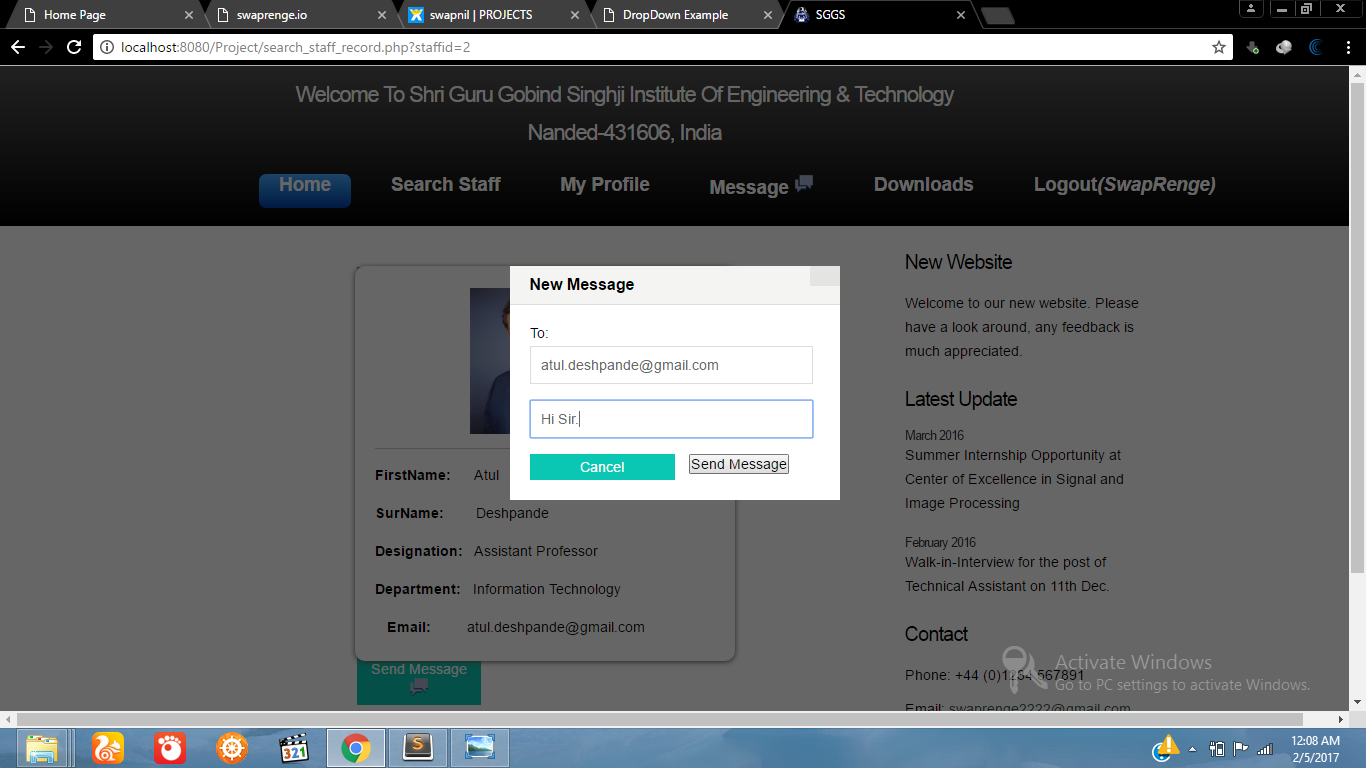 Home Page
swaprenge.io
swapnil | PROJECTS
DropDown Example
SGGS
localhost:8080/Project/search_staff_record.php?staffid=2
Welcome To Shri Guru Gobind Singhji Institute Of Engineering & Technology
Nanded-431606, India
Home
Search Staff
My Profile
Message
Downloads
Logout(SwapRenge)
New Message
To:
atul.deshpande@gmail.com
Hi Sir.
Cancel
Send Message
FirstName: Atul
SurName: Deshpande
Designation: Assistant Professor
Department: Information Technology
Email: atul.deshpande@gmail.com
Send Message
New Website
Welcome to our new website. Please
have a look around, any feedback is
much appreciated.
Latest Update
March 2016
Summer Internship Opportunity at
Center of Excellence in Signal and
Image Processing
February 2016
Walk-in-Interview for the post of
Technical Assistant on 11th Dec.
Contact
Phone: +44 (0)1234 567891
Email: swaprenge2222@gmail.com
Activate Windows
Go to PC settings to activate Windows.
321
S
12:08 AM
2/5/2017